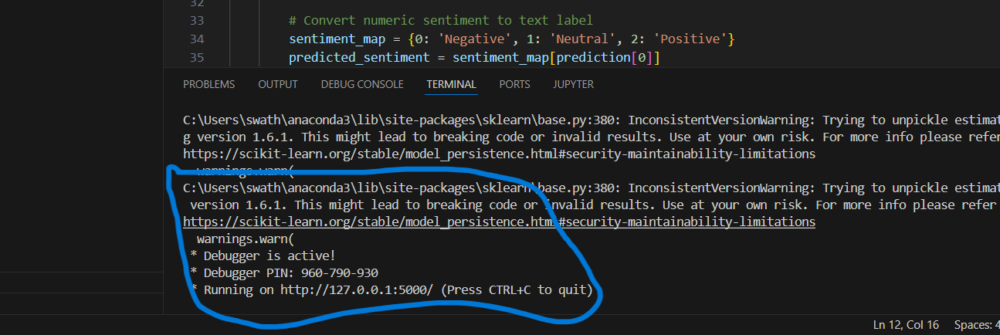 32
33 # Convert numeric sentiment to text label
34 sentiment_map = {0: 'Negative', 1: 'Neutral', 2: 'Positive'}
35 predicted_sentiment = sentiment_map[prediction[0]]
PROBLEMS OUTPUT DEBUG CONSOLE TERMINAL PORTS JUPYTER
C:\Users\swath\anaconda3\lib\site-packages\sklearn\base.py:380: InconsistentVersionWarning: Trying to unpickle estimat
g version 1.6.1. This might lead to breaking code or invalid results. Use at your own risk. For more info please refer
https://scikit-learn.org/stable/model_persistence.html#security-maintainability-limitations
warnings.warn(
C:\Users\swath\anaconda3\lib\site-packages\sklearn\base.py:380: InconsistentVersionWarning: Trying to unpickle estimat
version 1.6.1. This might lead to breaking code or invalid results. Use at your own risk. For more info please refer
https://scikit-learn.org/stable/model_persistence.html#security-maintainability-limitations
warnings.warn(
* Debugger is active!
* Debugger PIN: 960-790-930
* Running on http://127.0.0.1:5000/ (Press CTRL+C to quit)
Ln 12, Col 16 Spaces: 4